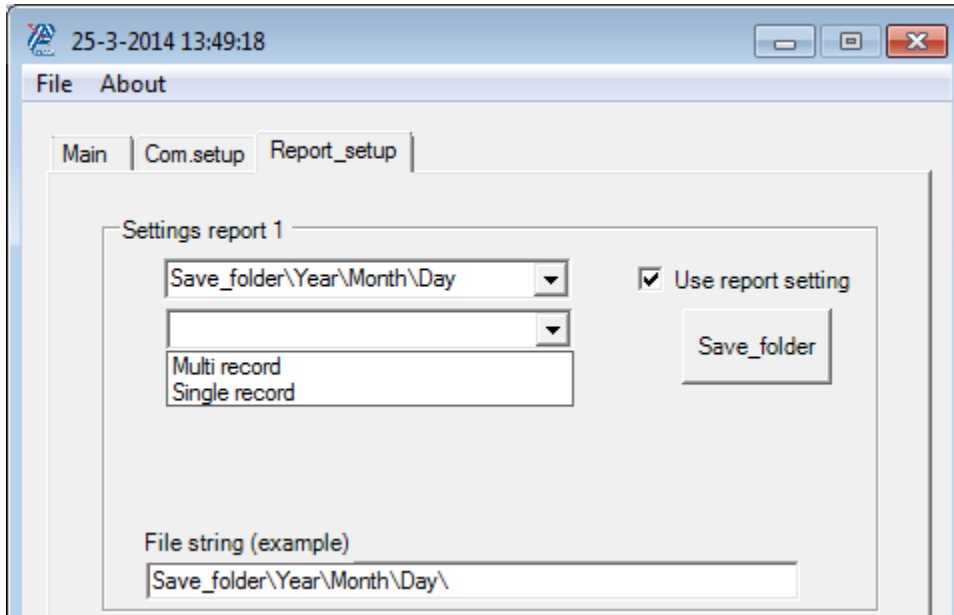 25-3-2014 13:49:18
File About
Main Com.setup Report_setup
Settings report 1
Save_folder\Year\Month\Day
Use report setting
Multi record
Single record
Save_folder
File string (example)
Save_folder\Year\Month\Day\